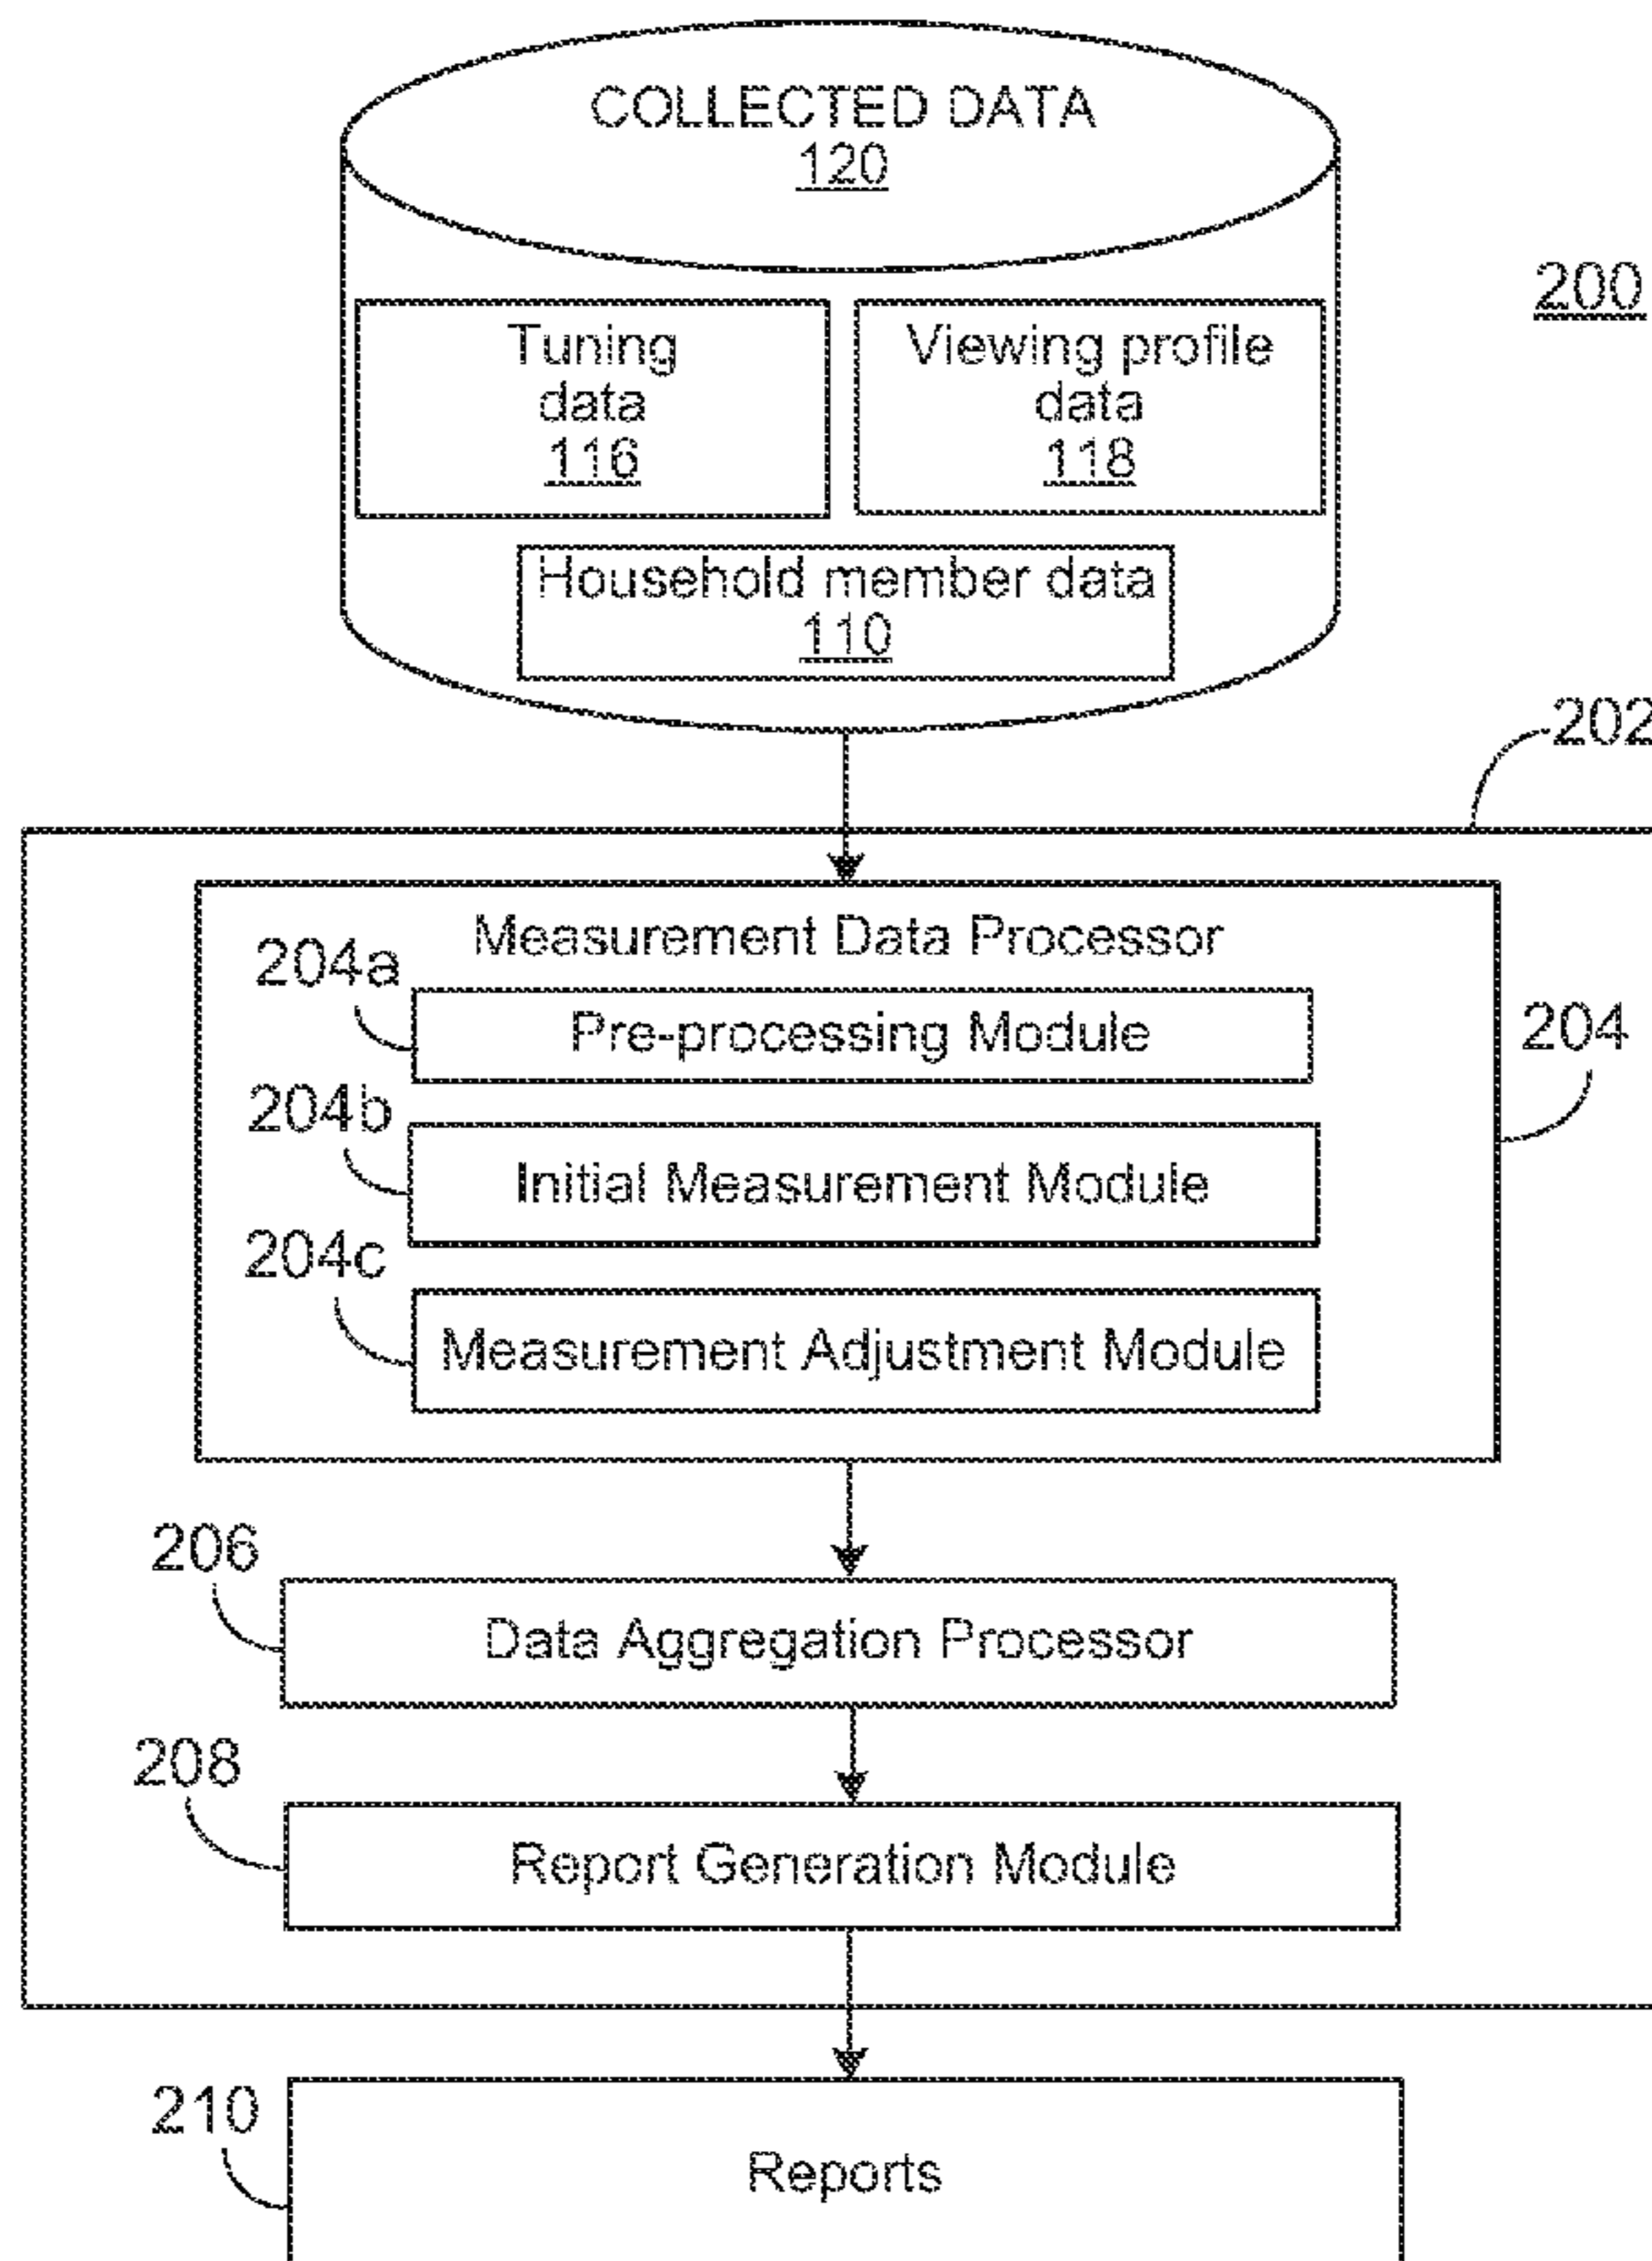 COLLECTED DATA
120
200
Tuning
data
116
Viewing profile
data
118
Household member data
110
202
Measurement Data Processor
204a
Pre-processing Module
204
204b
Initial Measurement Module
204c
Measurement Adjustment Module
206
Data Aggregation Processor
208
Report Generation Module
210
Reports